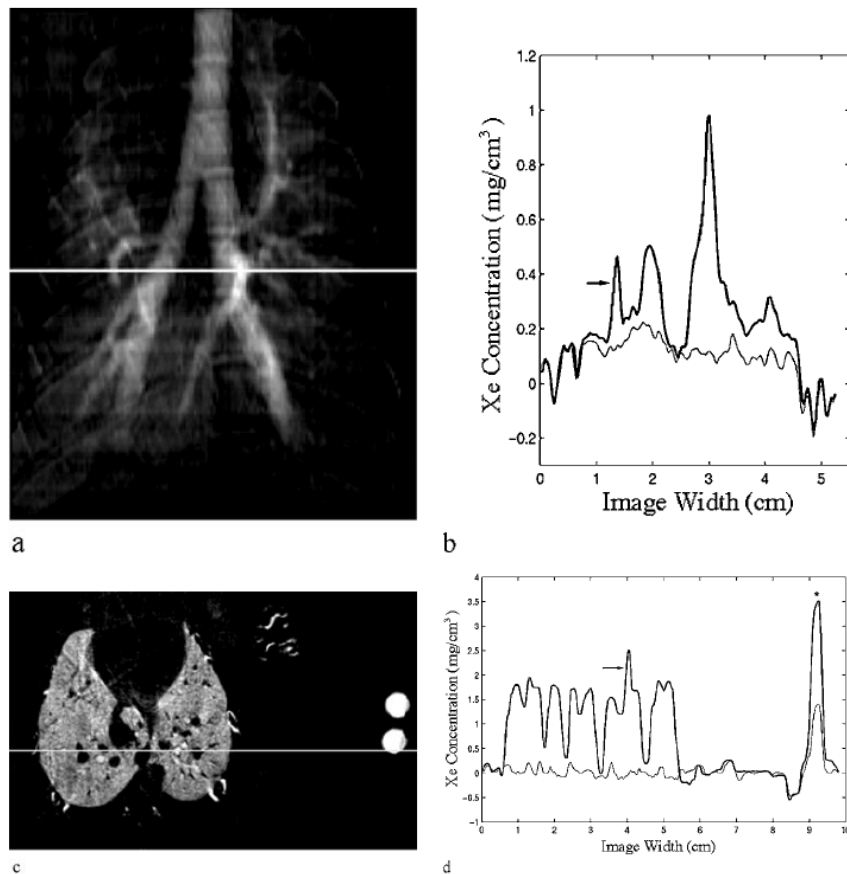 a
1.2
1
0.8
0.6
0.4
0.2
0
-0.2
Xe Concentration (mg/cm³)
0 1 2 3 4 5
Image Width (cm)
b
c
4
3.5
3
2.5
2
1.5
1
0.5
0
-0.5
-1
Xe Concentration (mg/cm³)
*
0 1 2 3 4 5 6 7 8 9 10
Image Width (cm)
d